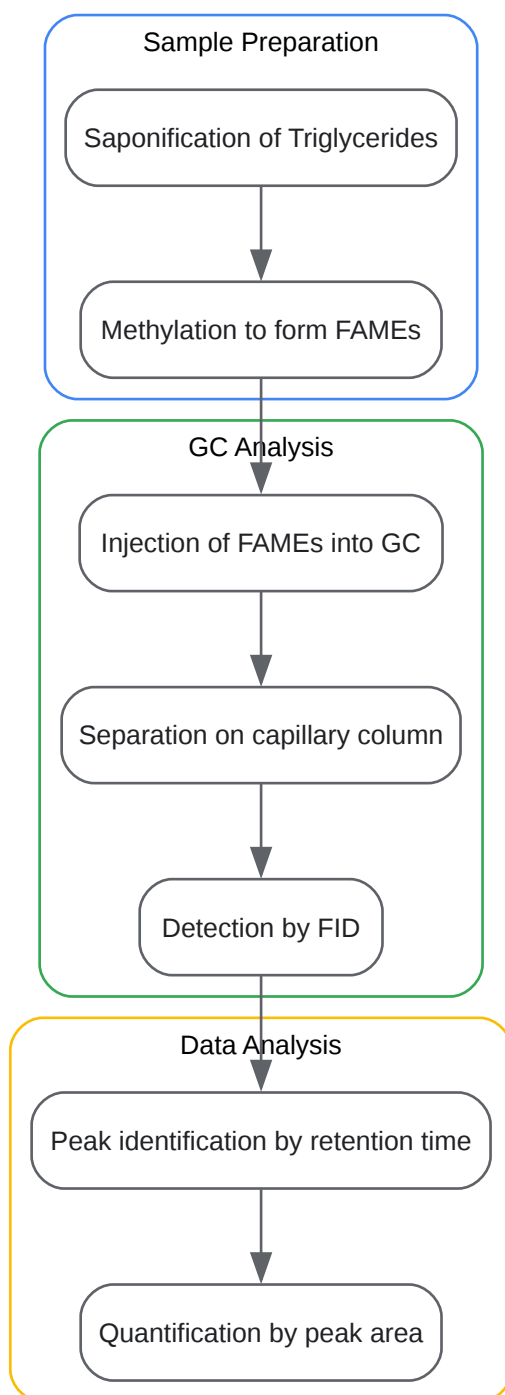 Sample Preparation
Saponification of Triglycerides
Methylation to form FAMEs
GC Analysis
Injection of FAMEs into GC
Separation on capillary column
Detection by FID
Data Analysis
Peak identification by retention time
Quantification by peak area